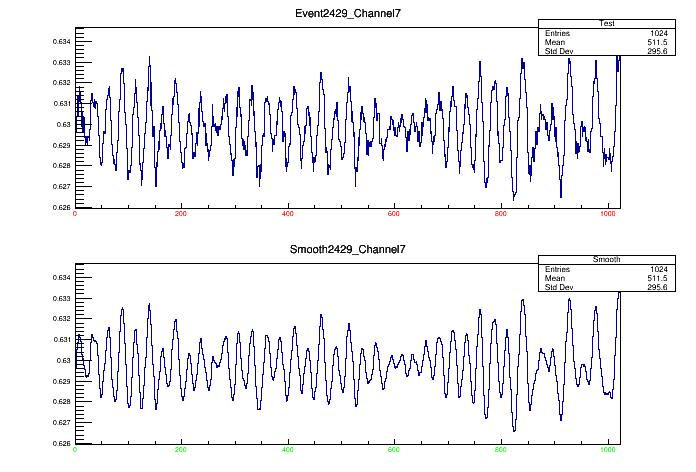 Event2429_Channel7
Test
Entries 1024
Mean 511.5
Std Dev 295.6
0.634
0.633
0.632
0.631
0.63
0.629
0.628
0.627
0.626
0 200 400 600 800 1000
Smooth2429_Channel7
Smooth
Entries 1024
Mean 511.5
Std Dev 295.6
0.634
0.633
0.632
0.631
0.63
0.629
0.628
0.627
0.626
0 200 400 600 800 1000